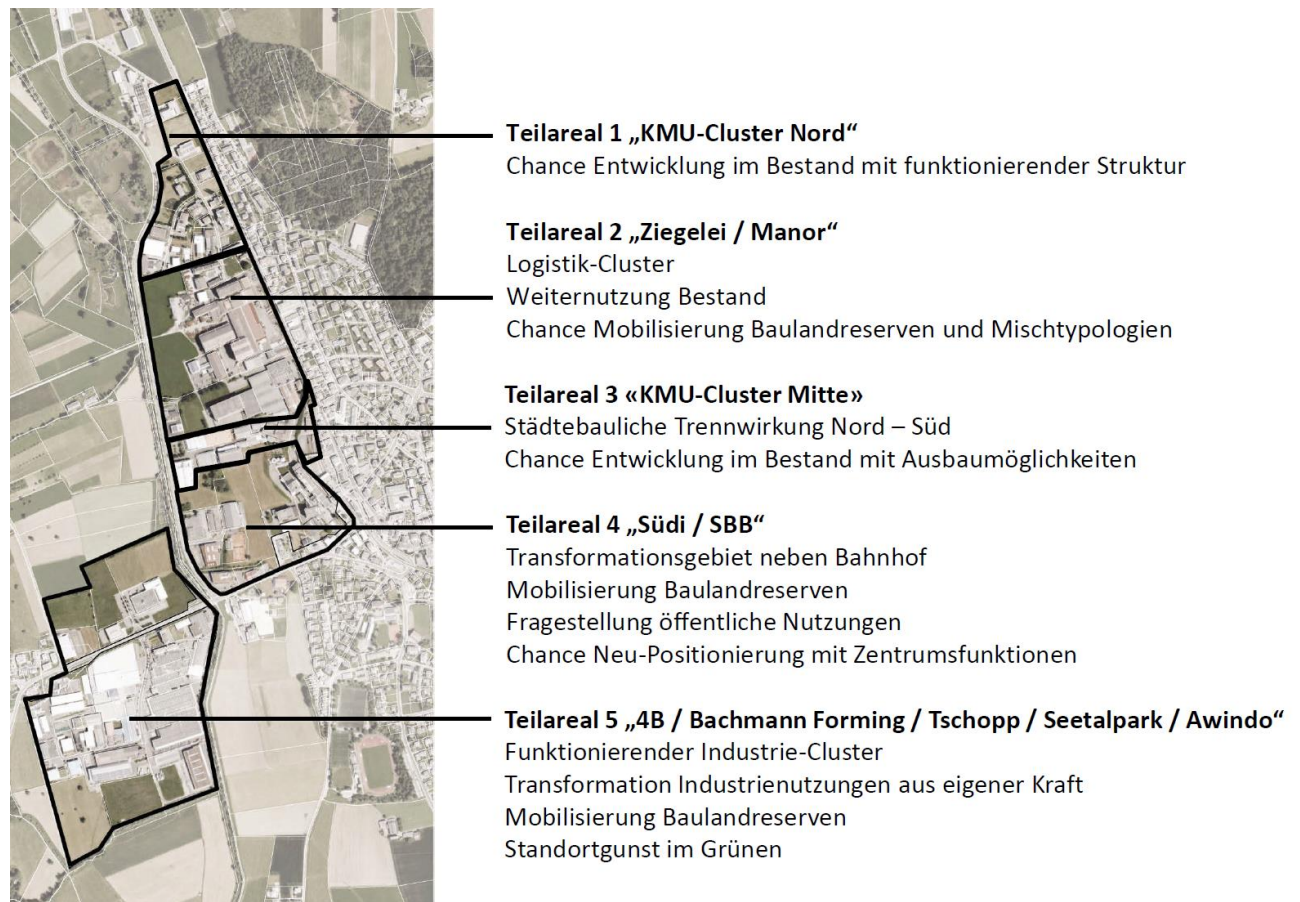 Teilareal 1 „KMU-Cluster Nord“
Chance Entwicklung im Bestand mit funktionierender Struktur
Teilareal 2 „Ziegelei / Manor“
Logistik-Cluster
Weiternutzung Bestand
Chance Mobilisierung Baulandreserven und Mischtypologien
Teilareal 3 «KMU-Cluster Mitte»
Städtebauliche Trennwirkung Nord – Süd
Chance Entwicklung im Bestand mit Ausbaumöglichkeiten
Teilareal 4 „Südi / SBB“
Transformationsgebiet neben Bahnhof
Mobilisierung Baulandreserven
Fragestellung öffentliche Nutzungen
Chance Neu-Positionierung mit Zentrumsfunktionen
Teilareal 5 „4B / Bachmann Forming / Tschopp / Seetalpark / Awindo“
Funktionierender Industrie-Cluster
Transformation Industrienutzungen aus eigener Kraft
Mobilisierung Baulandreserven
Standortgunst im Grünen